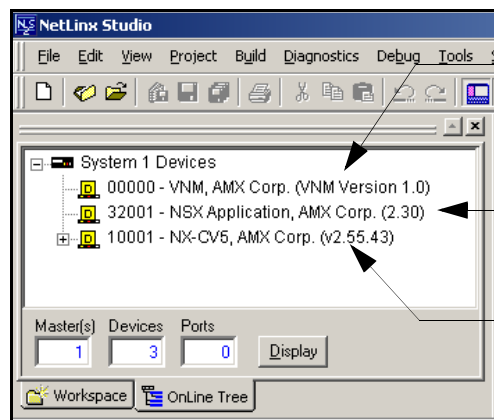 NetLinx Studio
File Edit View Project Build Diagnostics Debug Tools
System 1 Devices
00000 - VNM, AMX Corp. (VNM Version 1.0)
32001 - NSX Application, AMX Corp. (2.30)
10001 - NX-CV5, AMX Corp. (v2.55.43)
Master(s) Devices Ports
1 3 0 Display
Workspace OnLine Tree